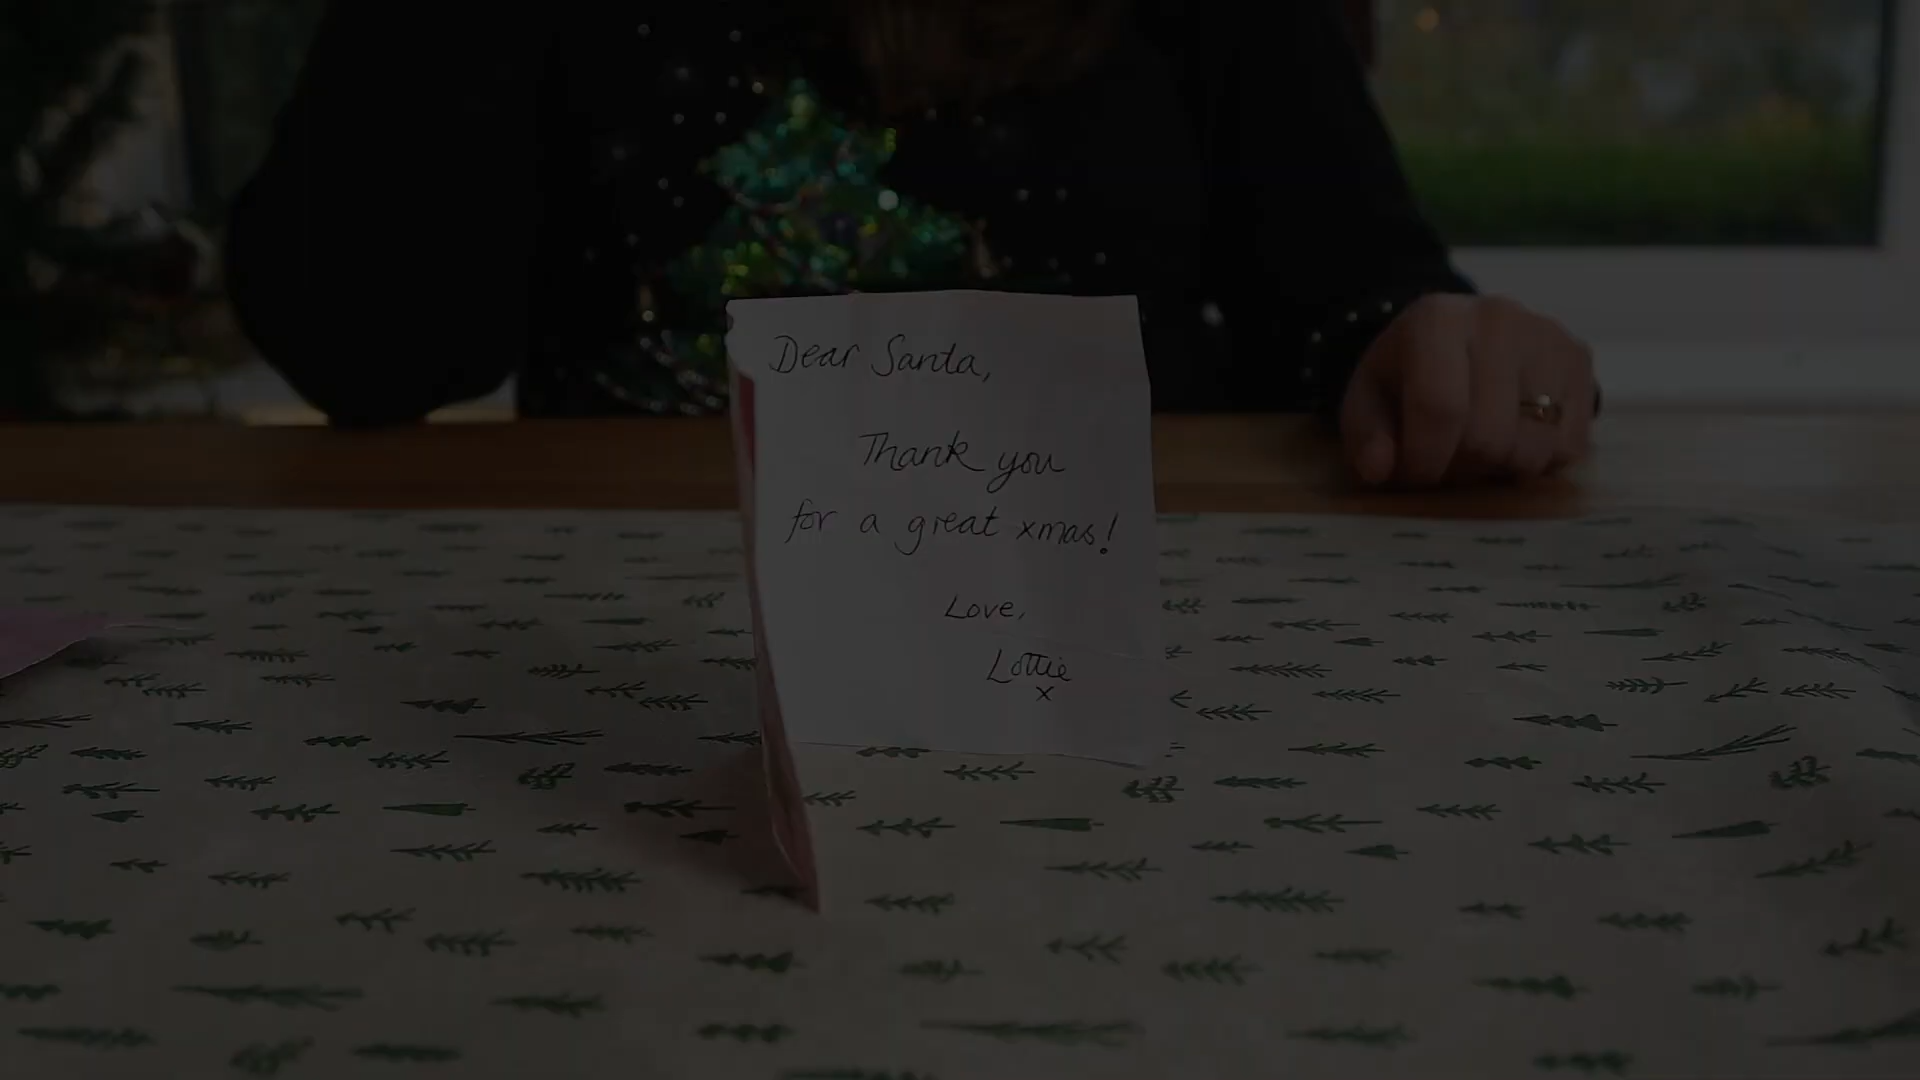 Dear Santa,
Thank you
for a great xmas!
Love,
Lottie
x